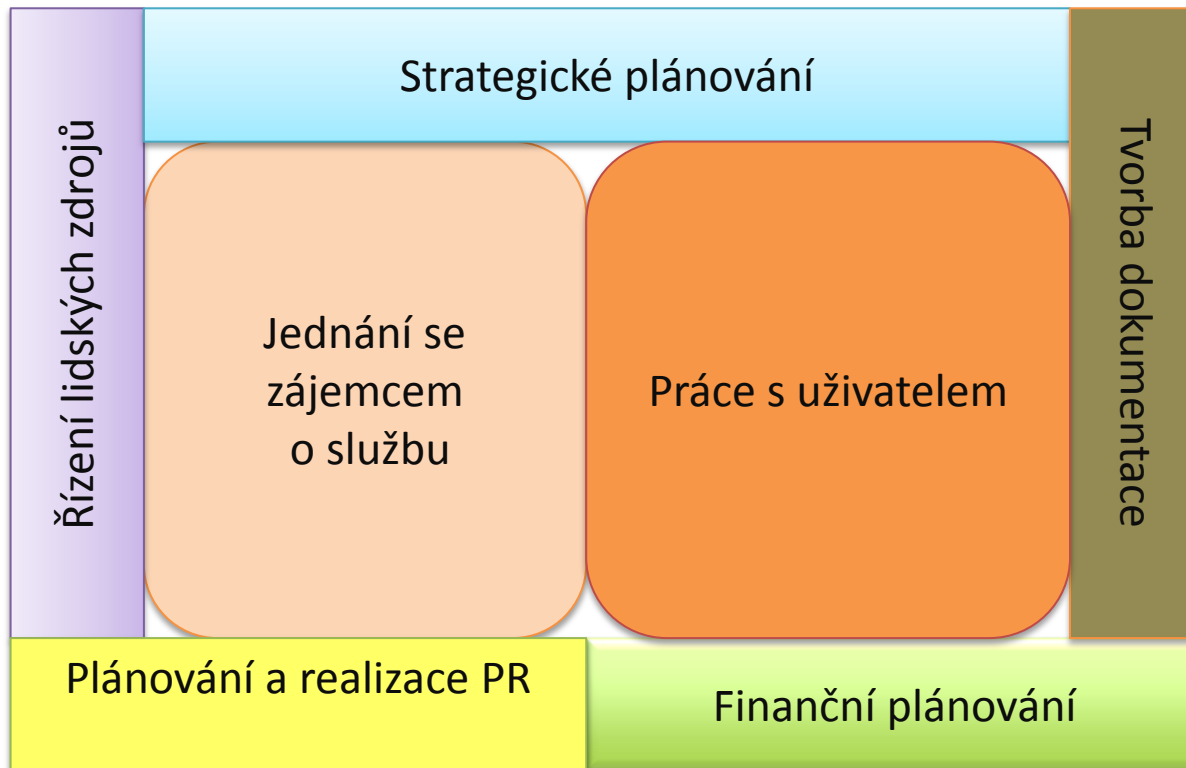 Strategické plánování
Řízení lidských zdrojů
Jednání se
zájemcem
o službu
Práce s uživatelem
Tvorba dokumentace
Plánování a realizace PR
Finanční plánování